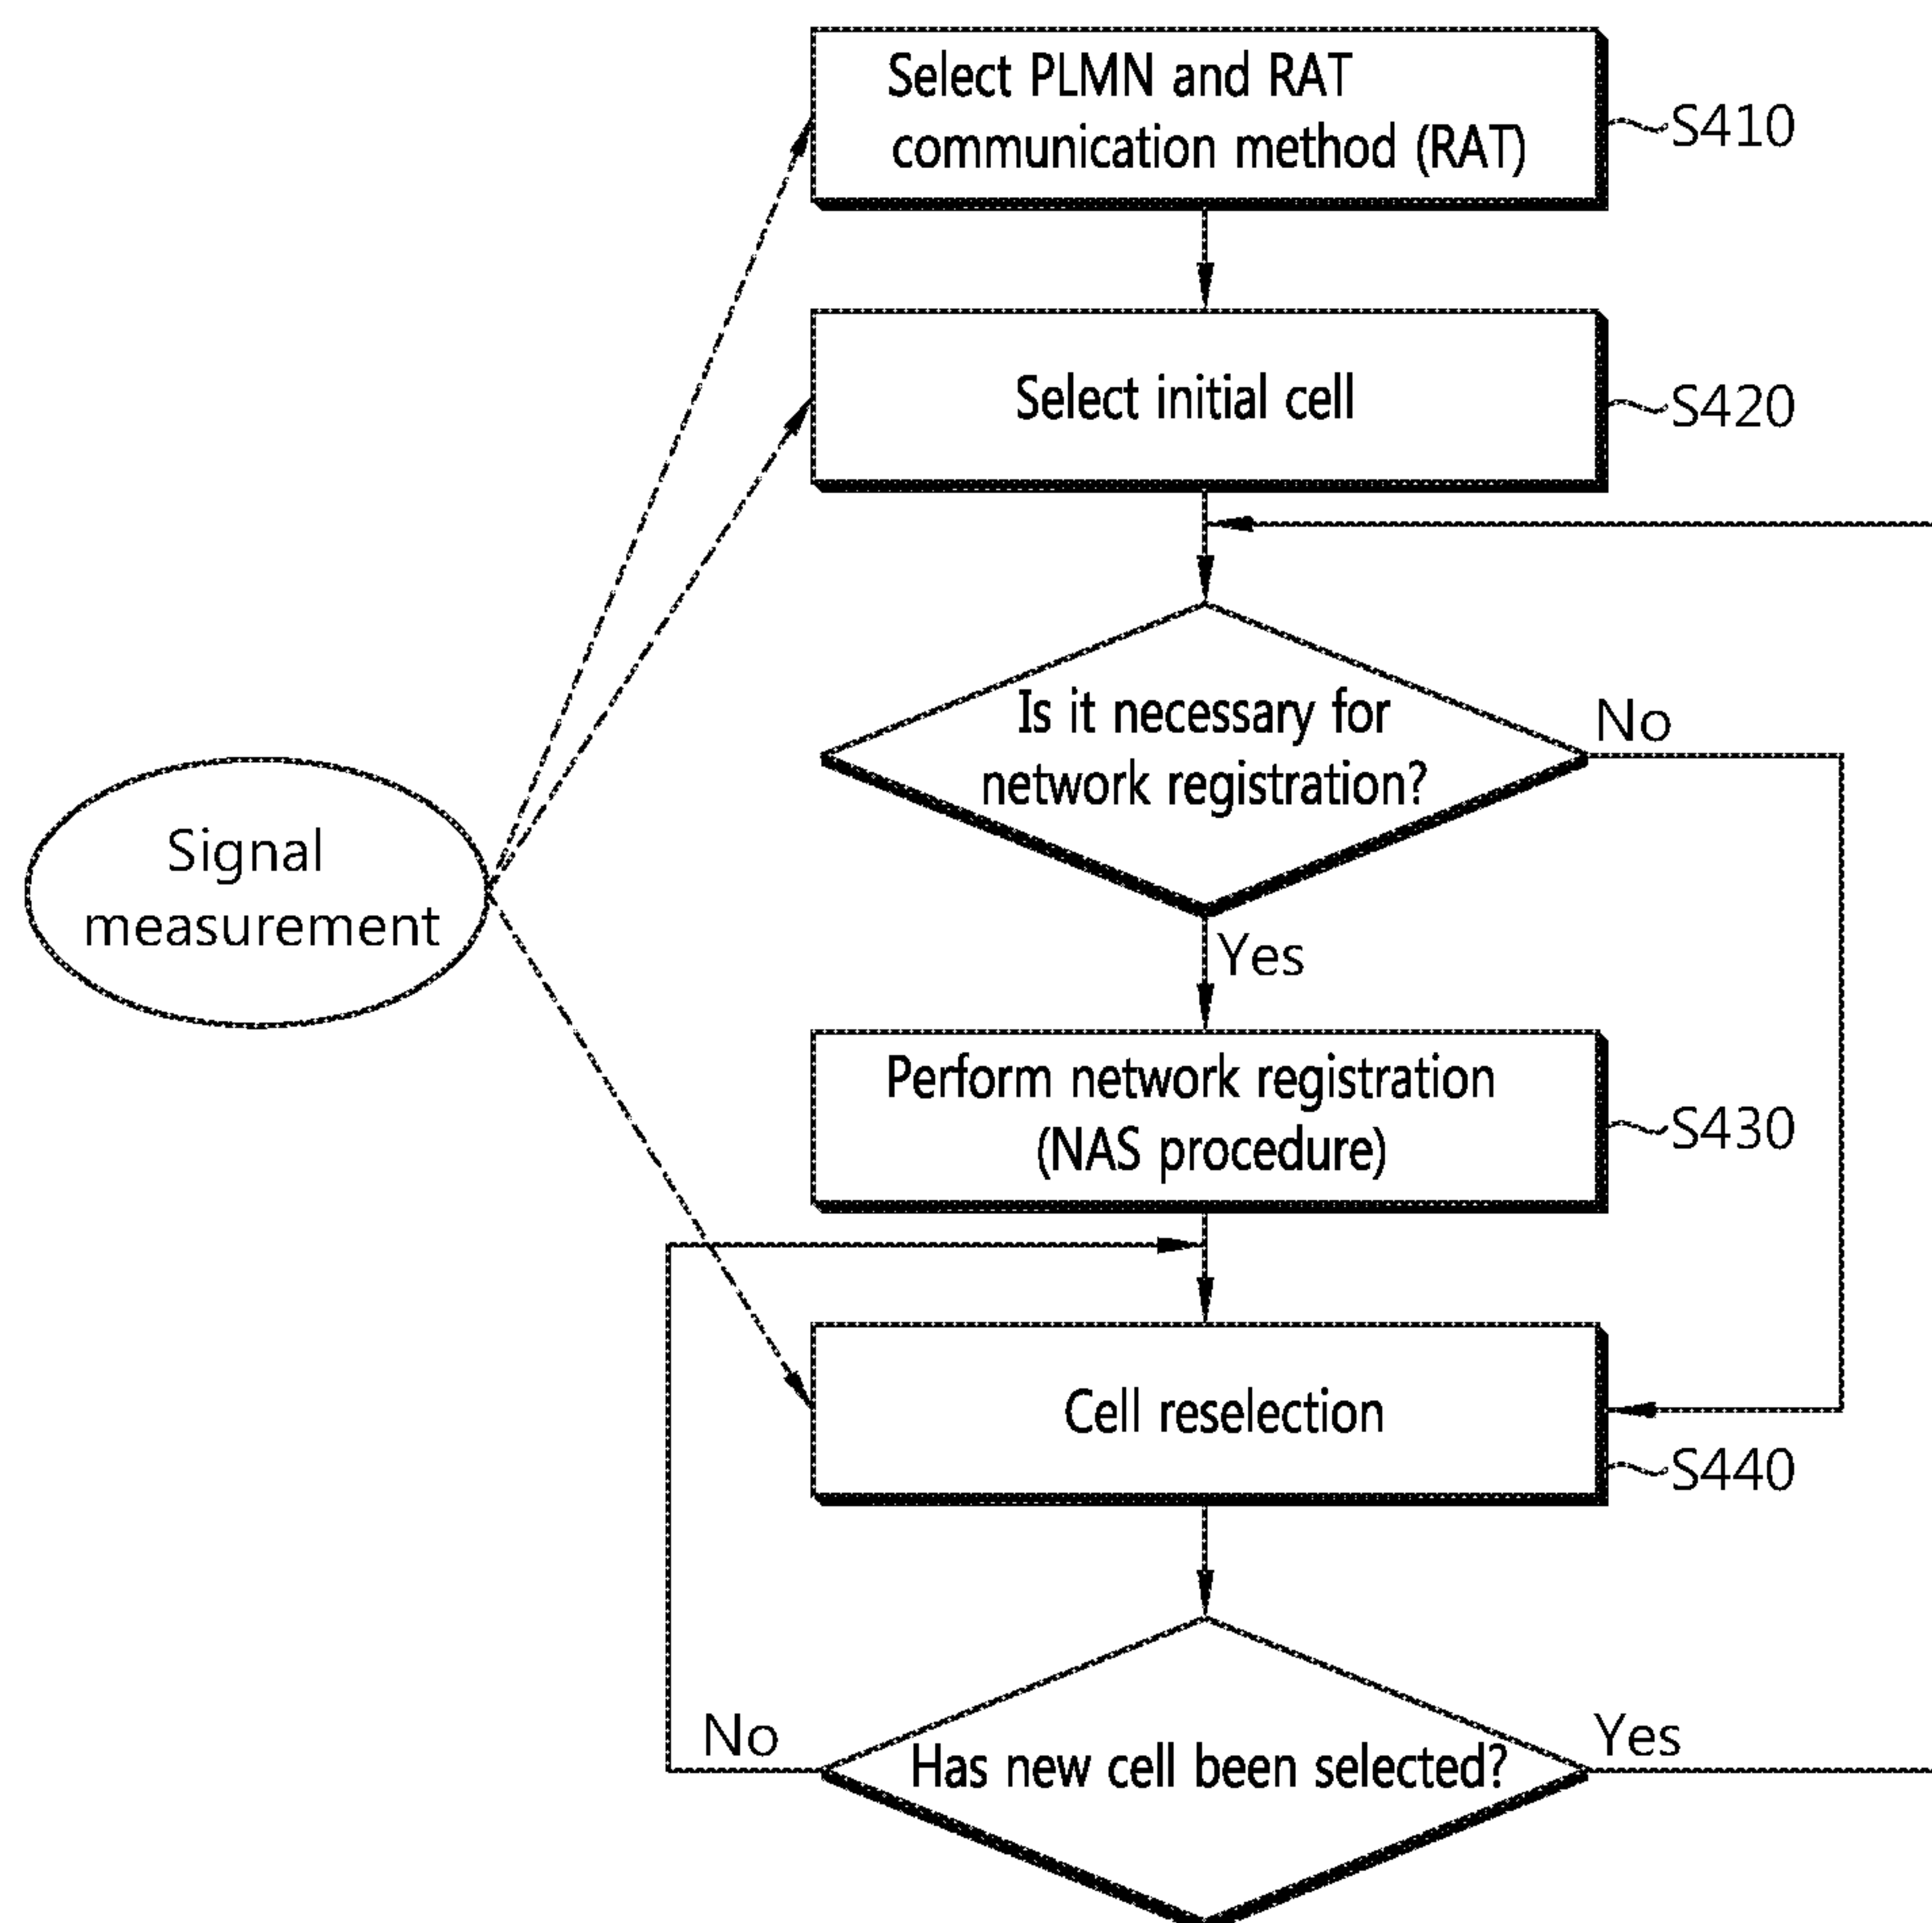 Select PLMN and RAT
communication method (RAT)
S410
Select initial cell
S420
Is it necessary for
network registration?
No
Signal
measurement
Yes
Perform network registration
(NAS procedure)
S430
Cell reselection
S440
No
Has new cell been selected?
Yes